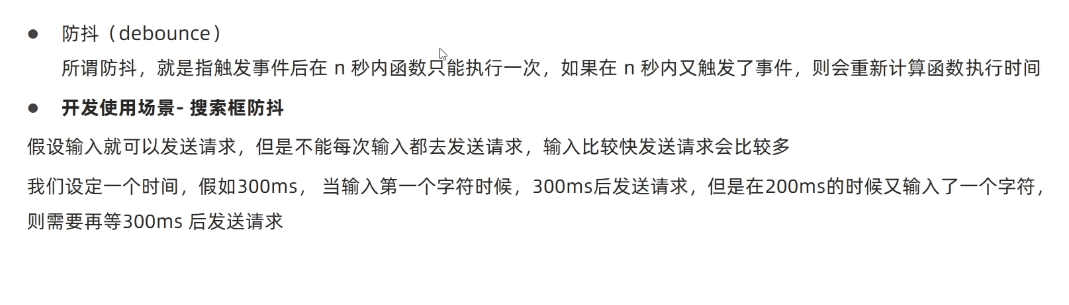 ● 防抖（debounce）
所谓防抖，就是指触发事件后在 n 秒内函数只能执行一次，如果在 n 秒内又触发了事件，则会重新计算函数执行时间
● 开发使用场景- 搜索框防抖
假设输入就可以发送请求，但是不能每次输入都去发送请求，输入比较快发送请求会比较多
我们设定一个时间，假如300ms， 当输入第一个字符时候，300ms后发送请求，但是在200ms的时候又输入了一个字符，
则需要再等300ms 后发送请求